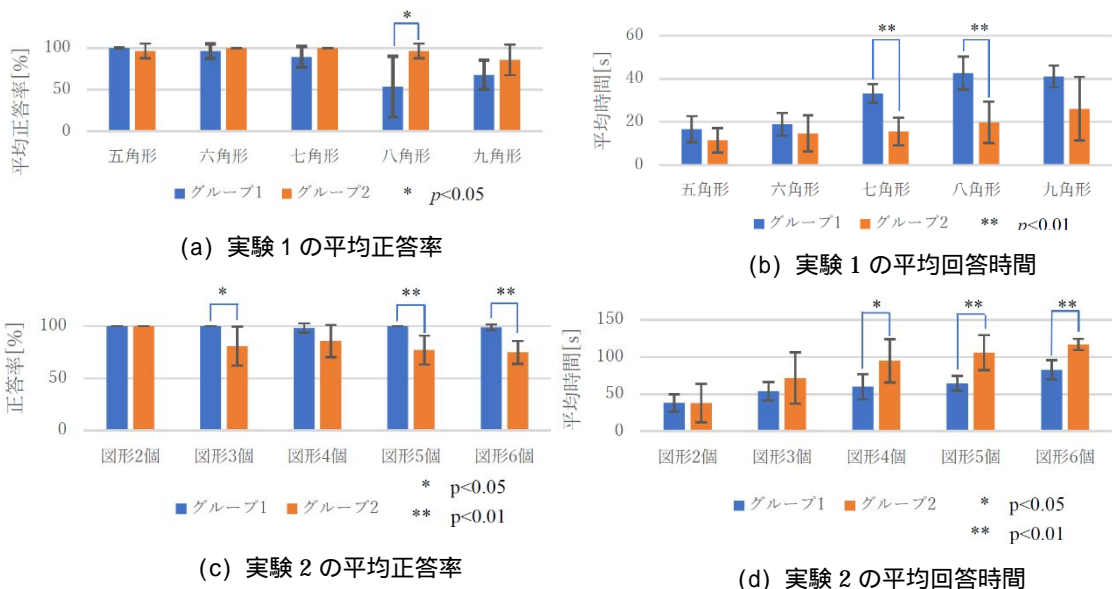 平均正答率[%]
100
50
0
*
五角形 六角形 七角形 八角形 九角形
■グループ1 ■グループ2 * p<0.05
(a) 実験1の平均正答率
平均時間[s]
60
40
20
0
** **
五角形 六角形 七角形 八角形 九角形
■グループ1 ■グループ2 ** p<0.01
(b) 実験1の平均回答時間
正答率[%]
100
50
0
* ** **
図形2個 図形3個 図形4個 図形5個 図形6個
* p<0.05
■グループ1 ■グループ2
** p<0.01
(c) 実験2の平均正答率
平均時間[s]
150
100
50
0
* ** **
図形2個 図形3個 図形4個 図形5個 図形6個
■グループ1 ■グループ2 * p<0.05
** p<0.01
(d) 実験2の平均回答時間